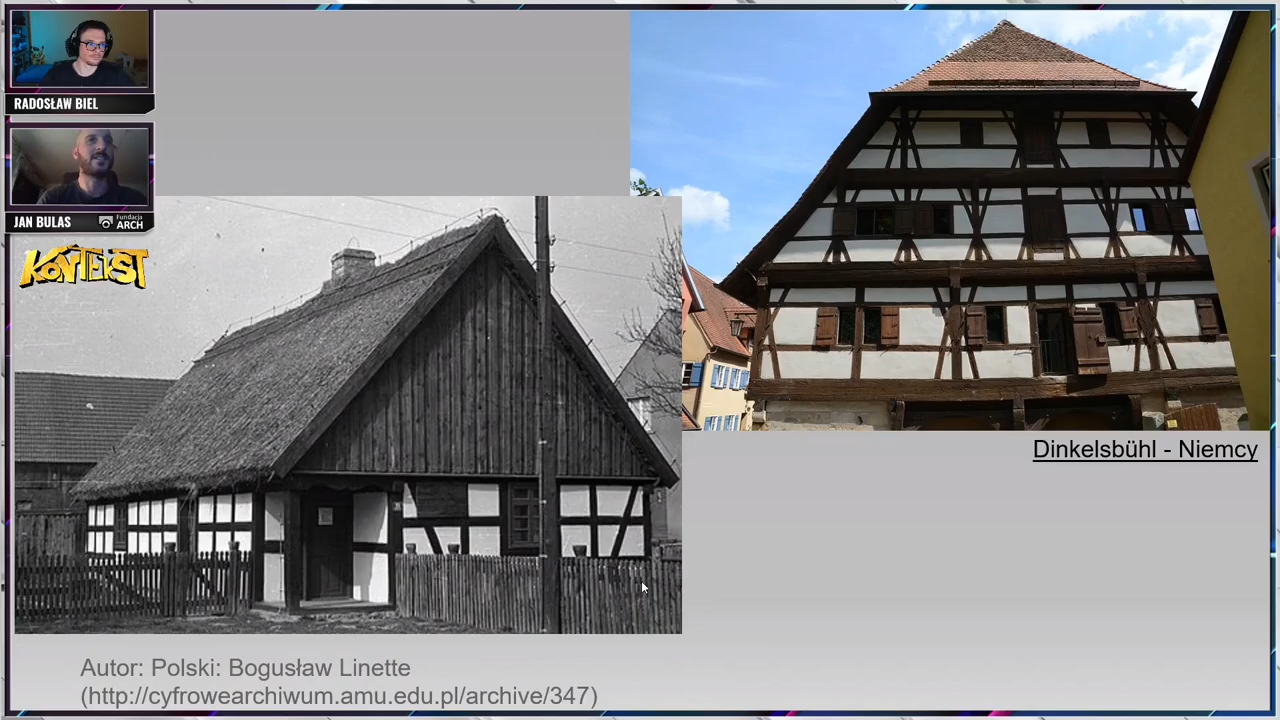 RADOSŁAW BIEL
JAN BULAS
Fundacja
ARCH
KONTEKST
Dinkelsbühl - Niemcy
Autor: Polski: Bogusław Linette
(http://cyfrowearchiwum.amu.edu.pl/archive/347)